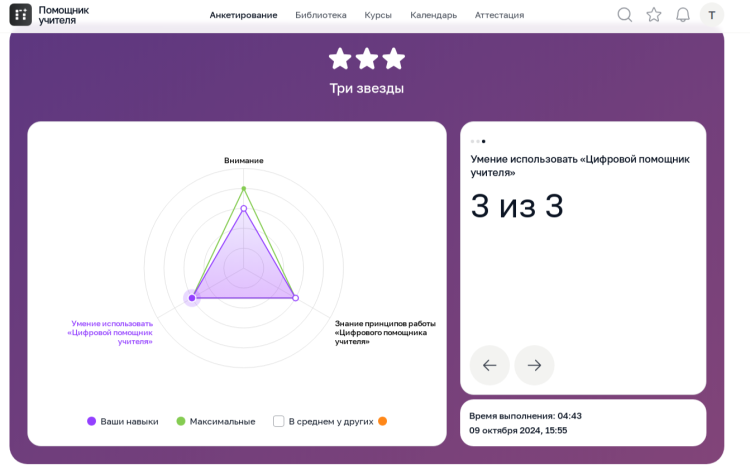 Помощник
учителя
Анкетирование
Библиотека
Курсы
Календарь
Аттестация
Т
Три звезды
Внимание
Умение использовать
«Цифровой помощник
учителя»
Знание принципов работы
«Цифрового помощника
учителя»
Ваши навыки
Максимальные
В среднем у других
Умение использовать «Цифровой помощник
учителя»
3 из 3
Время выполнения: 04:43
09 октября 2024, 15:55